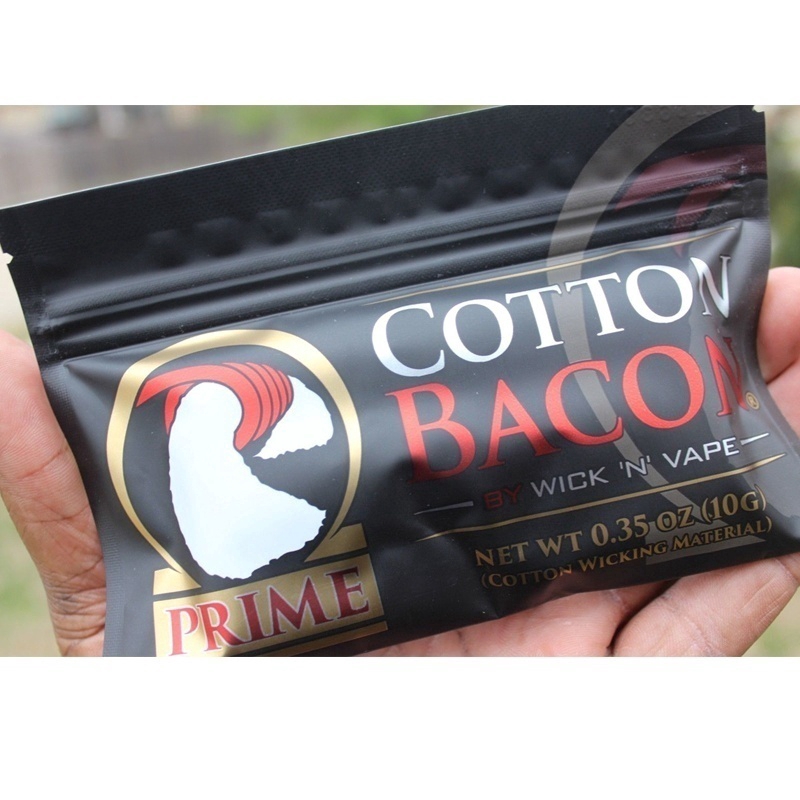 COTTON
BACON®
BY WICK 'N' VAPE
NET WT 0.35 OZ (10G)
(COTTON WICKING MATERIAL)
PRIME